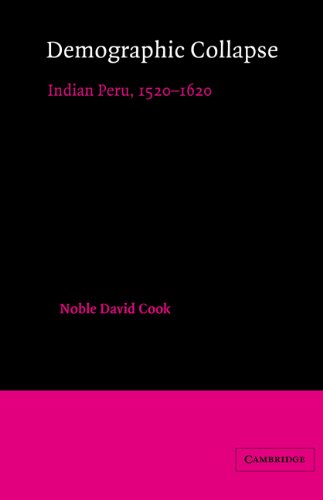 Demographic Collapse
Indian Peru, 1520–1620
Noble David Cook
CAMBRIDGE